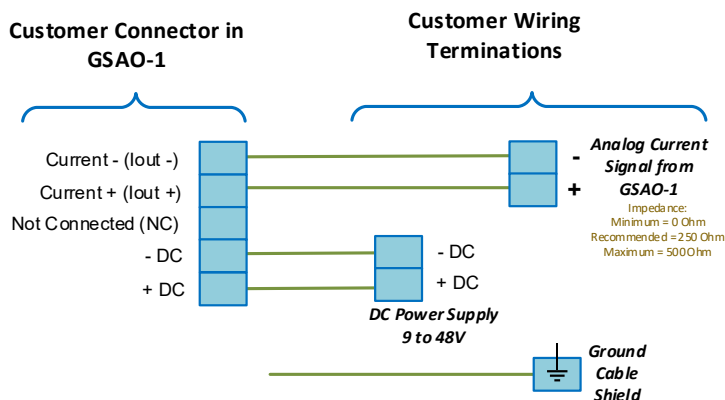 Customer Connector in
GSAO-1
Customer Wiring
Terminations
Current - (Iout -)
Current + (Iout +)
Not Connected (NC)
- DC
+ DC
-
+
Analog Current
Signal from
GSAO-1
Impedance:
Minimum = 0 Ohm
Recommended =250 Ohm
Maximum = 500 Ohm
- DC
+ DC
DC Power Supply
9 to 48V
Ground
Cable
Shield